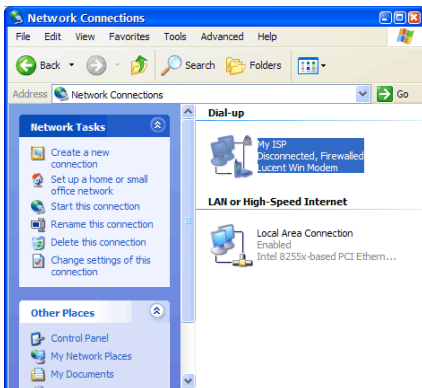 Network Connections
File Edit View Favorites Tools Advanced Help
Back Search Folders
Address Network Connections Go
Network Tasks
Create a new
connection
Set up a home or small
office network
Start this connection
Rename this connection
Delete this connection
Change settings of this
connection
Other Places
Control Panel
My Network Places
My Documents
Dial-up
My ISP
Disconnected, Firewalled
Lucent Win Modem
LAN or High-Speed Internet
Local Area Connection
Enabled
Intel 8255x-based PCI Ethern...